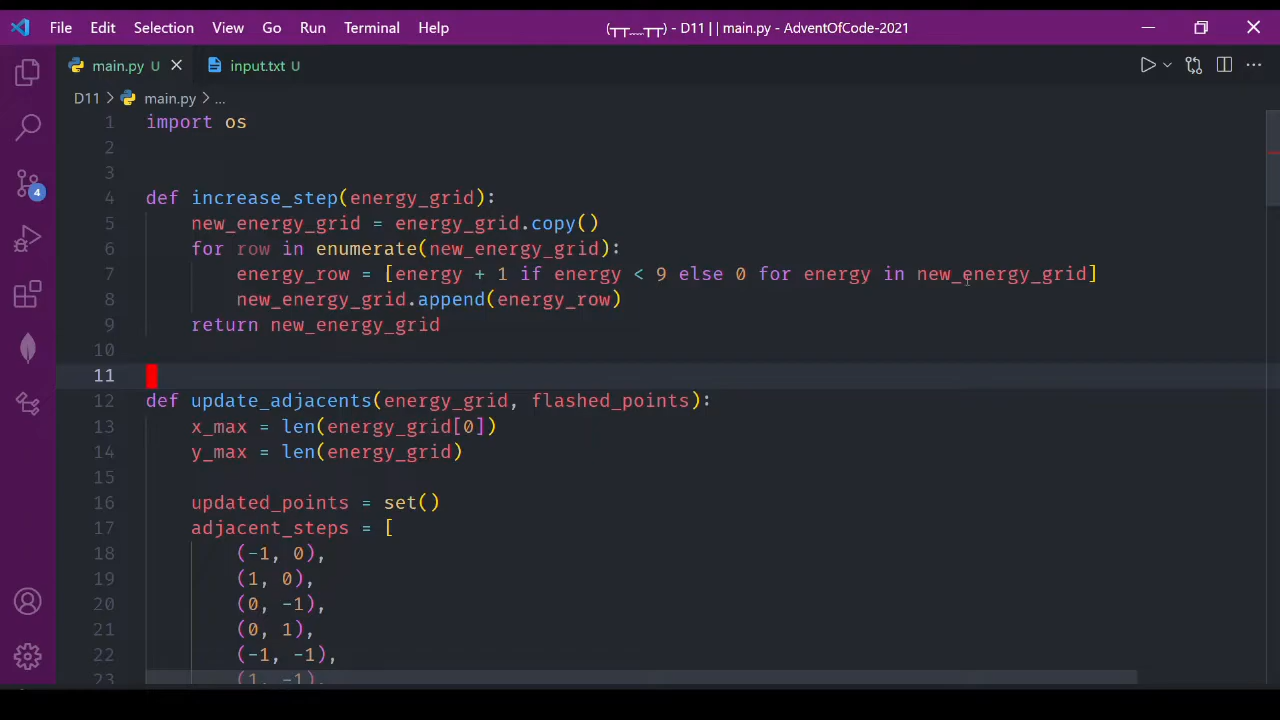 File Edit Selection View Go Run Terminal Help (┬┬﹏┬┬) - D11 | | main.py - AdventOfCode-2021
main.py U input.txt U
D11 > main.py > ...
1 import os
2
3
4 def increase_step(energy_grid):
5 new_energy_grid = energy_grid.copy()
6 for row in enumerate(new_energy_grid):
7 energy_row = [energy + 1 if energy < 9 else 0 for energy in new_energy_grid]
8 new_energy_grid.append(energy_row)
9 return new_energy_grid
10
11
12 def update_adjacents(energy_grid, flashed_points):
13 x_max = len(energy_grid[0])
14 y_max = len(energy_grid)
15
16 updated_points = set()
17 adjacent_steps = [
18 (-1, 0),
19 (1, 0),
20 (0, -1),
21 (0, 1),
22 (-1, -1),
23 (1, -1),
4